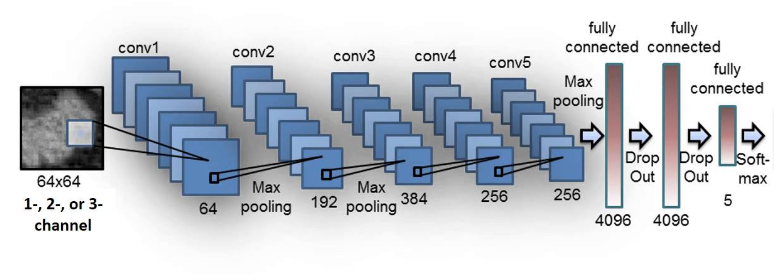 conv1
conv2
conv3
conv4
conv5
fully
connected
fully
connected
fully
connected
Max
pooling
64x64
1-, 2-, or 3-
channel
64
Max
pooling
192
Max
pooling
384
256
256
4096
Drop
Out
4096
Drop
Out
5
Soft-
max